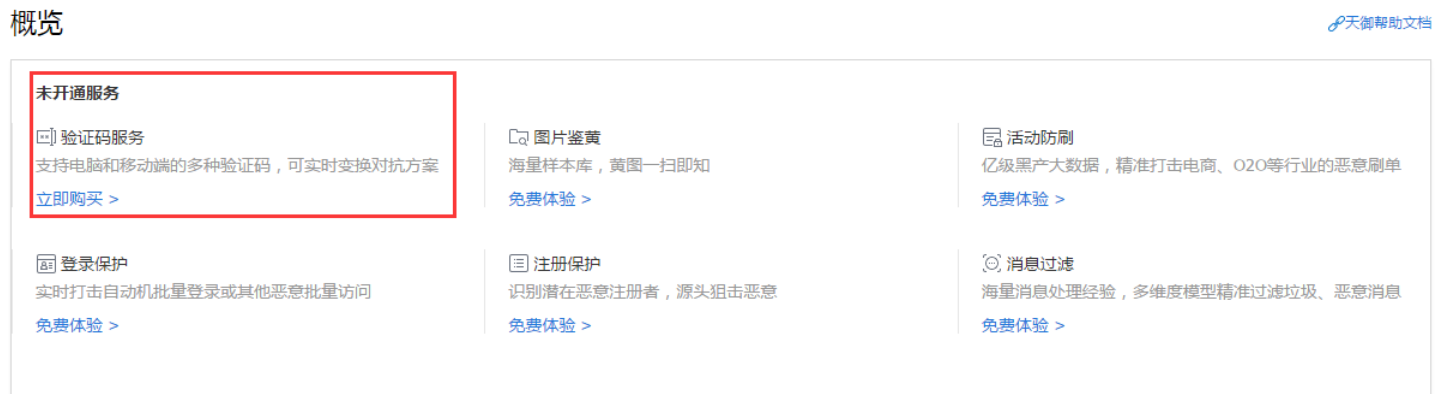 概览
天御帮助文档
未开通服务
验证码服务
支持电脑和移动端的多种验证码，可实时变换对抗方案
立即购买 >
图片鉴黄
海量样本库，黄图一扫即知
免费体验 >
活动防刷
亿级黑产大数据，精准打击电商、O2O等行业的恶意刷单
免费体验 >
登录保护
实时打击自动机批量登录或其他恶意批量访问
免费体验 >
注册保护
识别潜在恶意注册者，源头狙击恶意
免费体验 >
消息过滤
海量消息处理经验，多维度模型精准过滤垃圾、恶意消息
免费体验 >